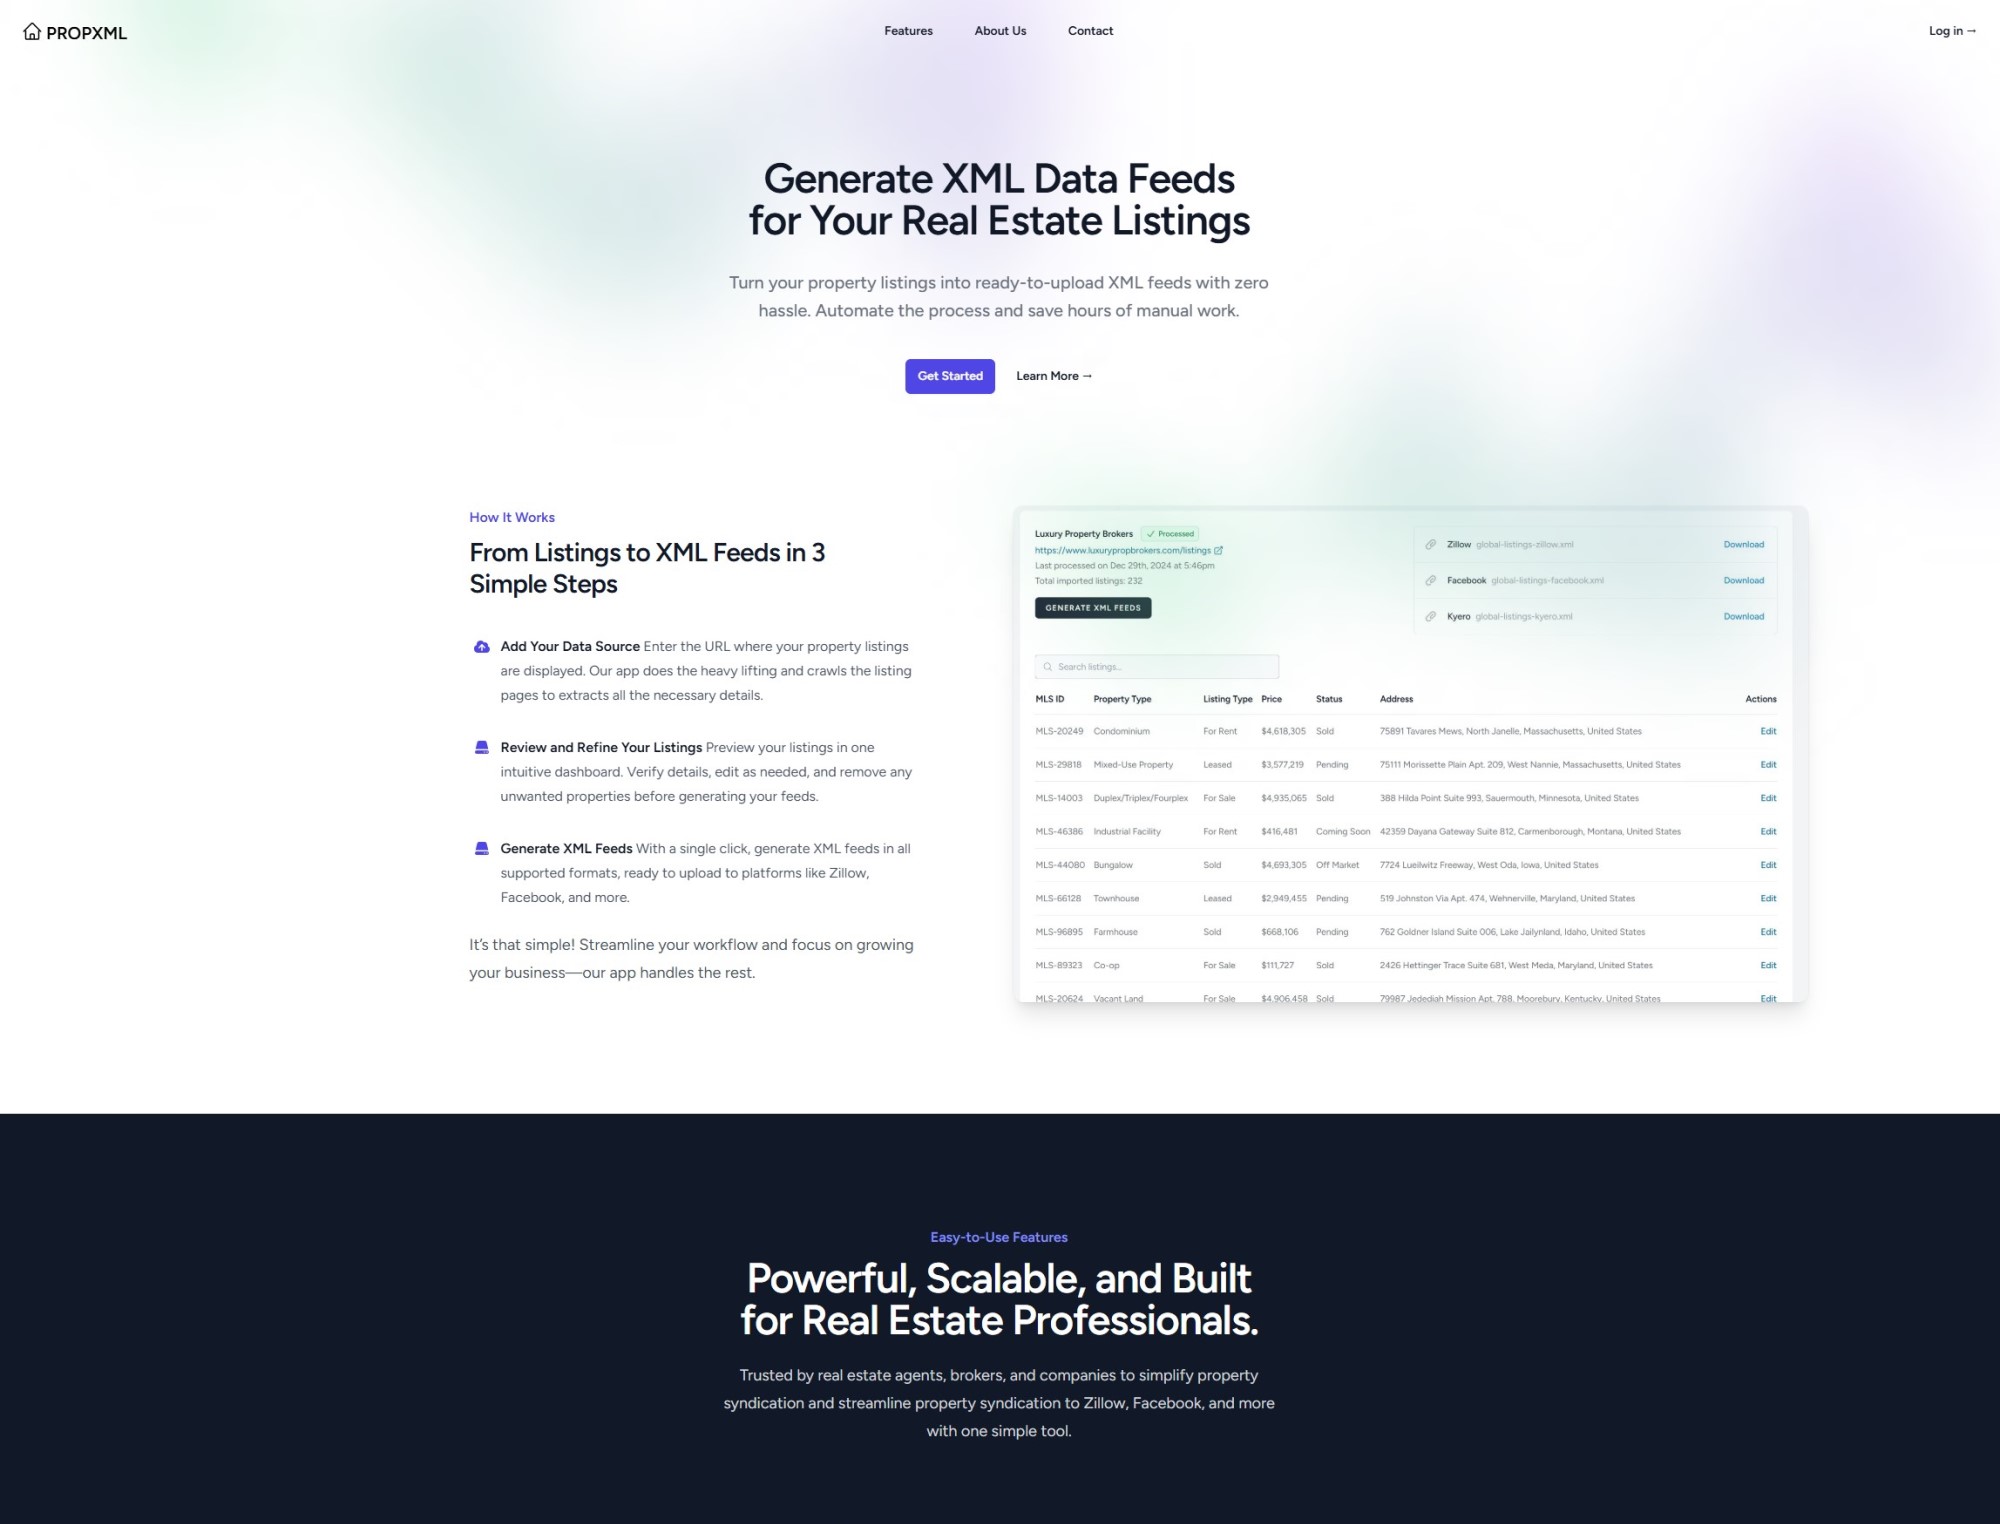 PROPXML
Features
About Us
Contact
Log in →
Generate XML Data Feeds
for Your Real Estate Listings
Turn your property listings into ready-to-upload XML feeds with zero
hassle. Automate the process and save hours of manual work.
Get Started
Learn More →
How It Works
From Listings to XML Feeds in 3
Simple Steps
Add Your Data Source Enter the URL where your property listings
are displayed. Our app does the heavy lifting and crawls the listing
pages to extracts all the necessary details.
Review and Refine Your Listings Preview your listings in one
intuitive dashboard. Verify details, edit as needed, and remove any
unwanted properties before generating your feeds.
Generate XML Feeds With a single click, generate XML feeds in all
supported formats, ready to upload to platforms like Zillow,
Facebook, and more.
It's that simple! Streamline your workflow and focus on growing
your business—our app handles the rest.
Luxury Property Brokers
Processed
https://www.luxurypropbrokers.com/listings
Last processed on Dec 29th, 2024 at 5:46pm
Total imported listings: 232
GENERATE XML FEEDS
Zillow global-listings-zillow.xml Download
Facebook global-listings-facebook.xml Download
Kyero global-listings-kyero.xml Download
Search listings...
MLS ID Property Type Listing Type Price Status Address Actions
MLS-20249 Condominium For Rent $4,618,305 Sold 75891 Tavares Mews, North Janelle, Massachusetts, United States Edit
MLS-29818 Mixed-Use Property Leased $3,577,219 Pending 75111 Morissette Plain Apt. 209, West Nannie, Massachusetts, United States Edit
MLS-14003 Duplex/Triplex/Fourplex For Sale $4,935,065 Sold 388 Hilda Point Suite 993, Sauermouth, Minnesota, United States Edit
MLS-46386 Industrial Facility For Rent $416,481 Coming Soon 42359 Dayana Gateway Suite 812, Carmenborough, Montana, United States Edit
MLS-44080 Bungalow Sold $4,693,305 Off Market 7724 Lueilwitz Freeway, West Oda, Iowa, United States Edit
MLS-66128 Townhouse Leased $2,949,455 Pending 519 Johnston Via Apt. 474, Wehnerville, Maryland, United States Edit
MLS-96895 Farmhouse Sold $668,106 Pending 762 Goldner Island Suite 006, Lake Jailynland, Idaho, United States Edit
MLS-89323 Co-op For Sale $111,727 Sold 2426 Hettinger Trace Suite 681, West Meda, Maryland, United States Edit
MLS-20624 Vacant Land For Sale $4,906,458 Sold 79987 Jedediah Mission Apt. 788, Moorebury, Kentucky, United States Edit
Easy-to-Use Features
Powerful, Scalable, and Built
for Real Estate Professionals.
Trusted by real estate agents, brokers, and companies to simplify property
syndication and streamline property syndication to Zillow, Facebook, and more
with one simple tool.